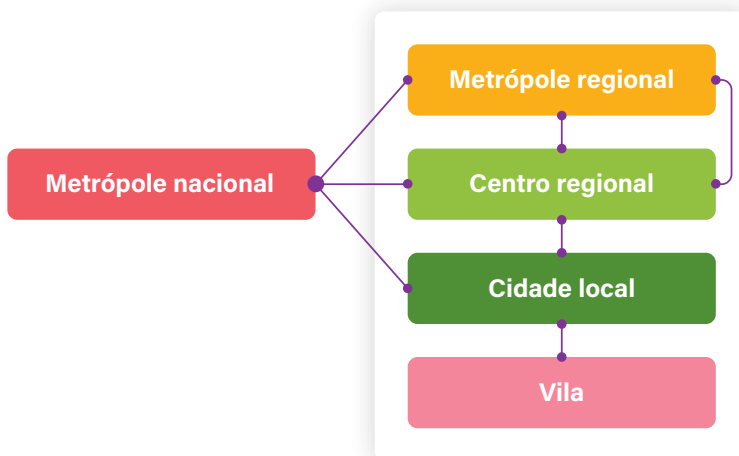 Metrópole regional
Metrópole nacional
Centro regional
Cidade local
Vila